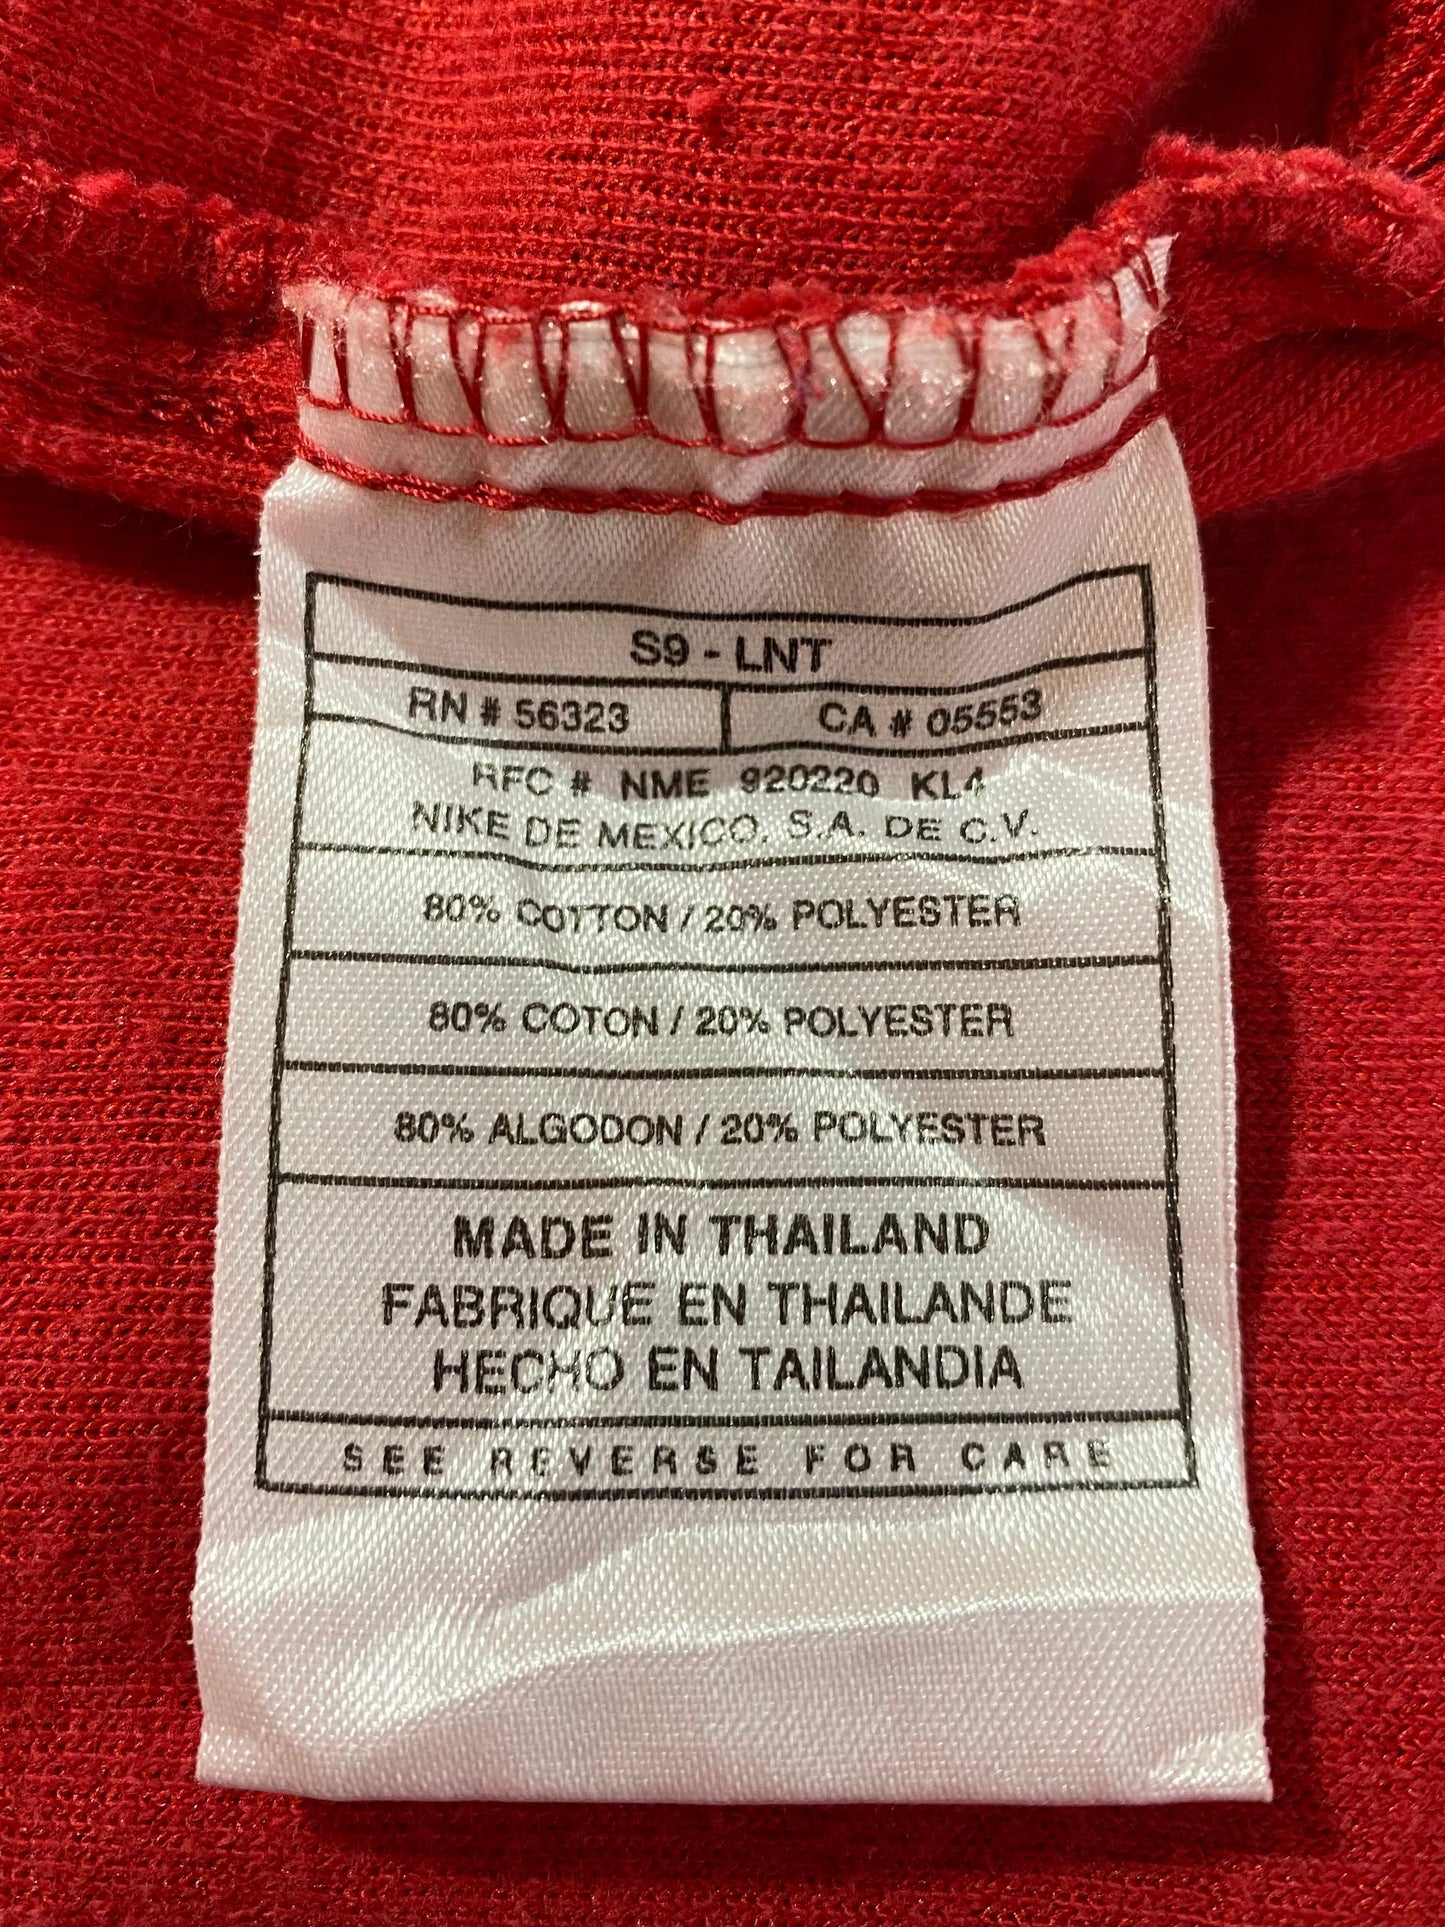 S9 - LNT
RN # 56323 CA # 05553
RFC # NME 920220 KL4
NIKE DE MEXICO, S.A. DE C.V.
80% COTTON / 20% POLYESTER
80% COTON / 20% POLYESTER
80% ALGODON / 20% POLYESTER
MADE IN THAILAND
FABRIQUE EN THAILANDE
HECHO EN TAILANDIA
SEE REVERSE FOR CARE